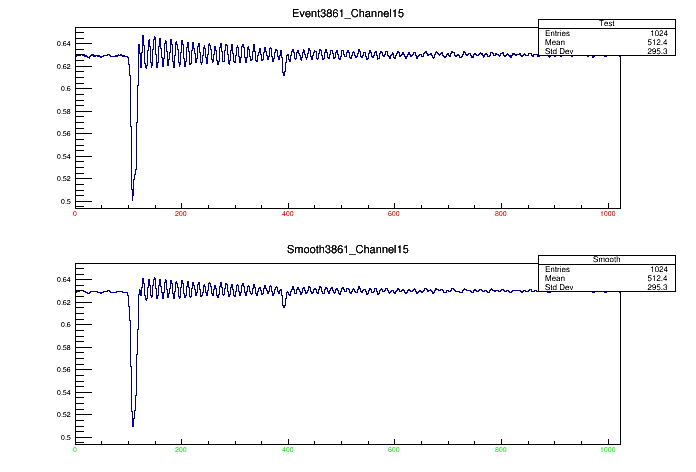 Event3861_Channel15
Test
Entries 1024
Mean 512.4
Std Dev 295.3
0.64
0.62
0.6
0.58
0.56
0.54
0.52
0.5
0 200 400 600 800 1000
Smooth3861_Channel15
Smooth
Entries 1024
Mean 512.4
Std Dev 295.3
0.64
0.62
0.6
0.58
0.56
0.54
0.52
0.5
0 200 400 600 800 1000